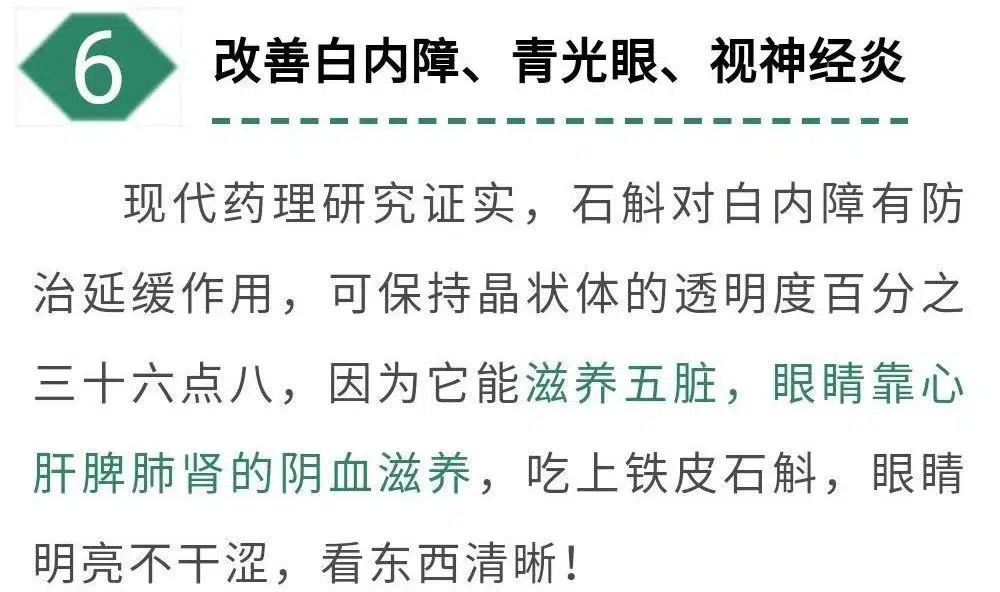 6
改善白内障、青光眼、视神经炎
现代药理研究证实，石斛对白内障有防
治延缓作用，可保持晶状体的透明度百分之
三十六点八，因为它能滋养五脏，眼睛靠心
肝脾肺肾的阴血滋养，吃上铁皮石斛，眼睛
明亮不干涩，看东西清晰！